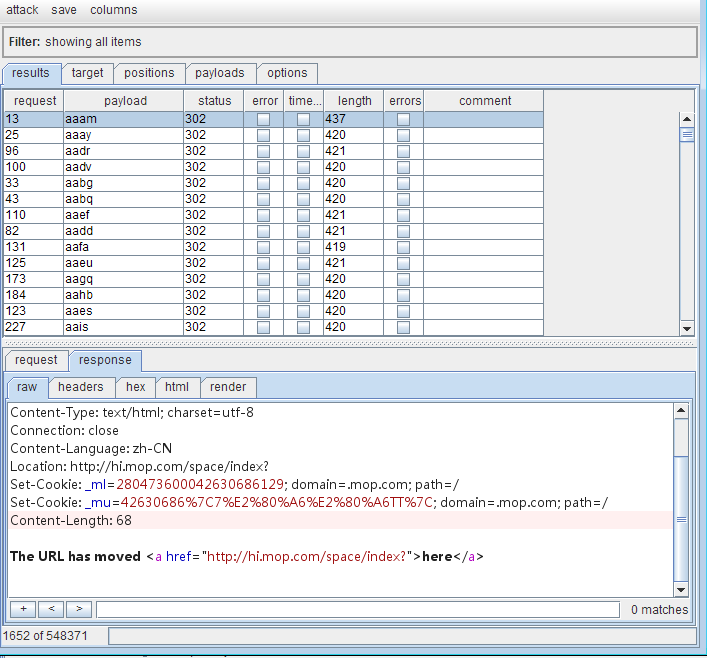 attack save columns
Filter: showing all items
results target positions payloads options
request payload status error time... length errors comment
13 aaam 302 437
25 aaay 302 420
96 aadr 302 421
100 aadv 302 420
33 aabg 302 420
43 aabq 302 420
110 aaef 302 421
82 aadd 302 421
131 aafa 302 419
125 aaeu 302 421
173 aagq 302 420
184 aahb 302 420
123 aaes 302 420
227 aais 302 420
request response
raw headers hex html render
Content-Type: text/html; charset=utf-8
Connection: close
Content-Language: zh-CN
Location: http://hi.mop.com/space/index?
Set-Cookie: _ml=280473600042630686129; domain=.mop.com; path=/
Set-Cookie: _mu=42630686%7C7%E2%80%A6%E2%80%A6TT%7C; domain=.mop.com; path=/
Content-Length: 68
The URL has moved <a href="http://hi.mop.com/space/index?">here</a>
+ < > 0 matches
1652 of 548371